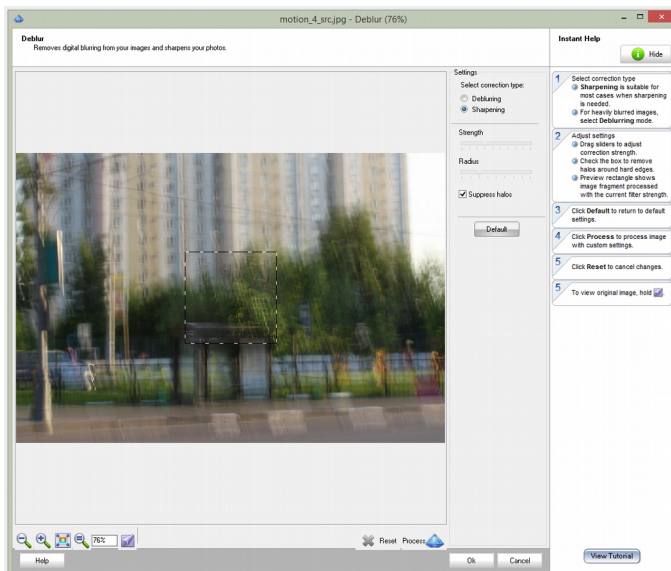 motion_4_src.jpg - Deblur (76%)
Deblur
Removes digital blurring from your images and sharpens your photos.
Settings
Select correction type:
Deblurring
Sharpening
Strength
Radius
Suppress halos
Default
76%
Reset
Process
Help
Ok
Cancel
Instant Help
Hide
1
Select correction type
Sharpening is suitable for
most cases when sharpening
is needed.
For heavily blurred images,
select Deblurring mode.
2
Adjust settings
Drag sliders to adjust
correction strength.
Check the box to remove
halos around hard edges.
Preview rectangle shows
image fragment processed
with the current filter strength.
3
Click Default to return to default
settings.
4
Click Process to process image
with custom settings.
5
Click Reset to cancel changes.
5
To view original image, hold
View Tutorial